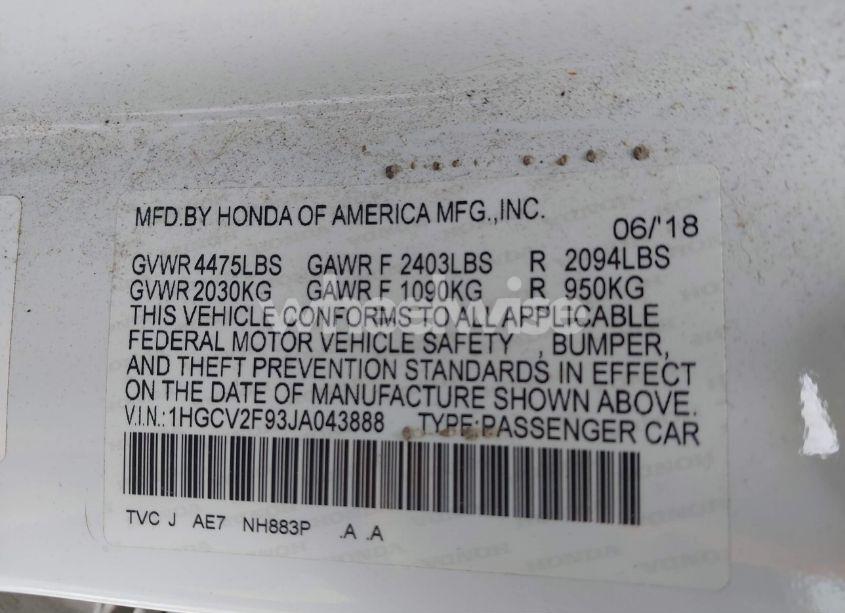 MFD.BY HONDA OF AMERICA MFG.,INC.
06/'18
GVWR 4475LBS GAWR F 2403LBS R 2094LBS
GVWR 2030KG GAWR F 1090KG R 950KG
THIS VEHICLE CONFORMS TO ALL APPLICABLE
FEDERAL MOTOR VEHICLE SAFETY , BUMPER,
AND THEFT PREVENTION STANDARDS IN EFFECT
ON THE DATE OF MANUFACTURE SHOWN ABOVE.
V.I.N.: 1HGCV2F93JA043888 TYPE:PASSENGER CAR
TVC J AE7 NH883P .A .A